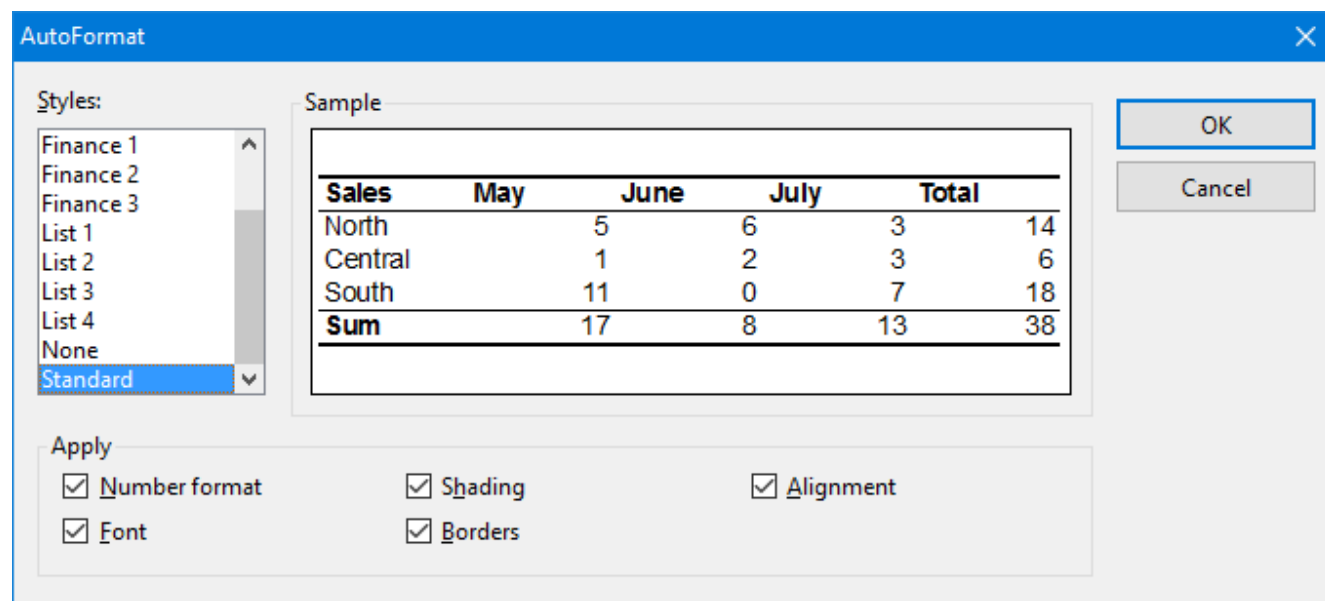 AutoFormat
Styles:
Finance 1
Finance 2
Finance 3
List 1
List 2
List 3
List 4
None
Standard
Sample
Sales May June July Total
North 5 6 3 14
Central 1 2 3 6
South 11 0 7 18
Sum 17 8 13 38
OK
Cancel
Apply
Number format Shading Alignment
Font Borders